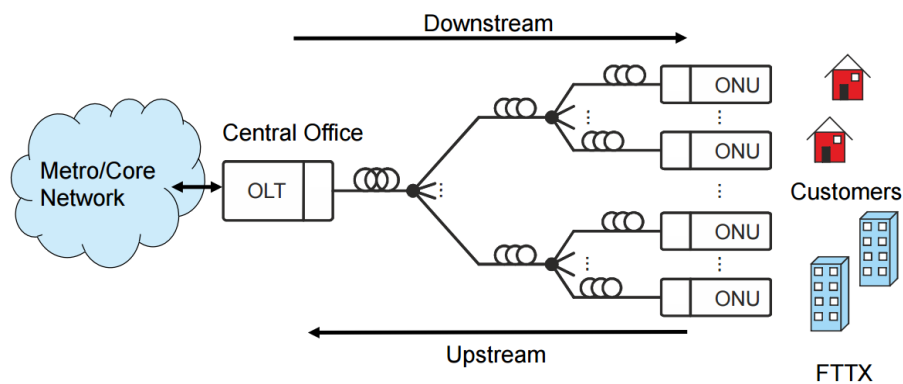 Downstream
ONU
Central Office
ONU
Metro/Core
Network
OLT
Customers
ONU
ONU
Upstream
FTTX